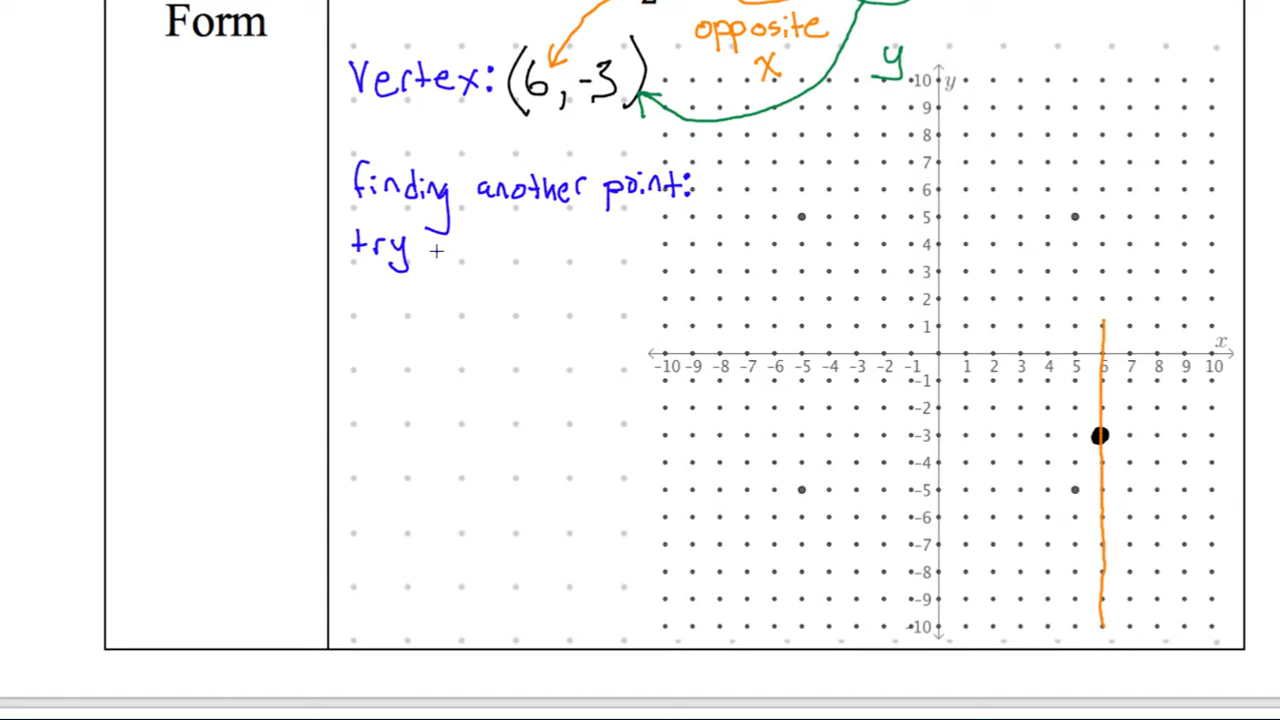 Form
opposite
x
y
Vertex: (6, -3)
finding another point:
try
y
10
9
8
7
6
5
4
3
2
1
x
-10 -9 -8 -7 -6 -5 -4 -3 -2 -1 1 2 3 4 5 6 7 8 9 10
-1
-2
-3
-4
-5
-6
-7
-8
-9
-10